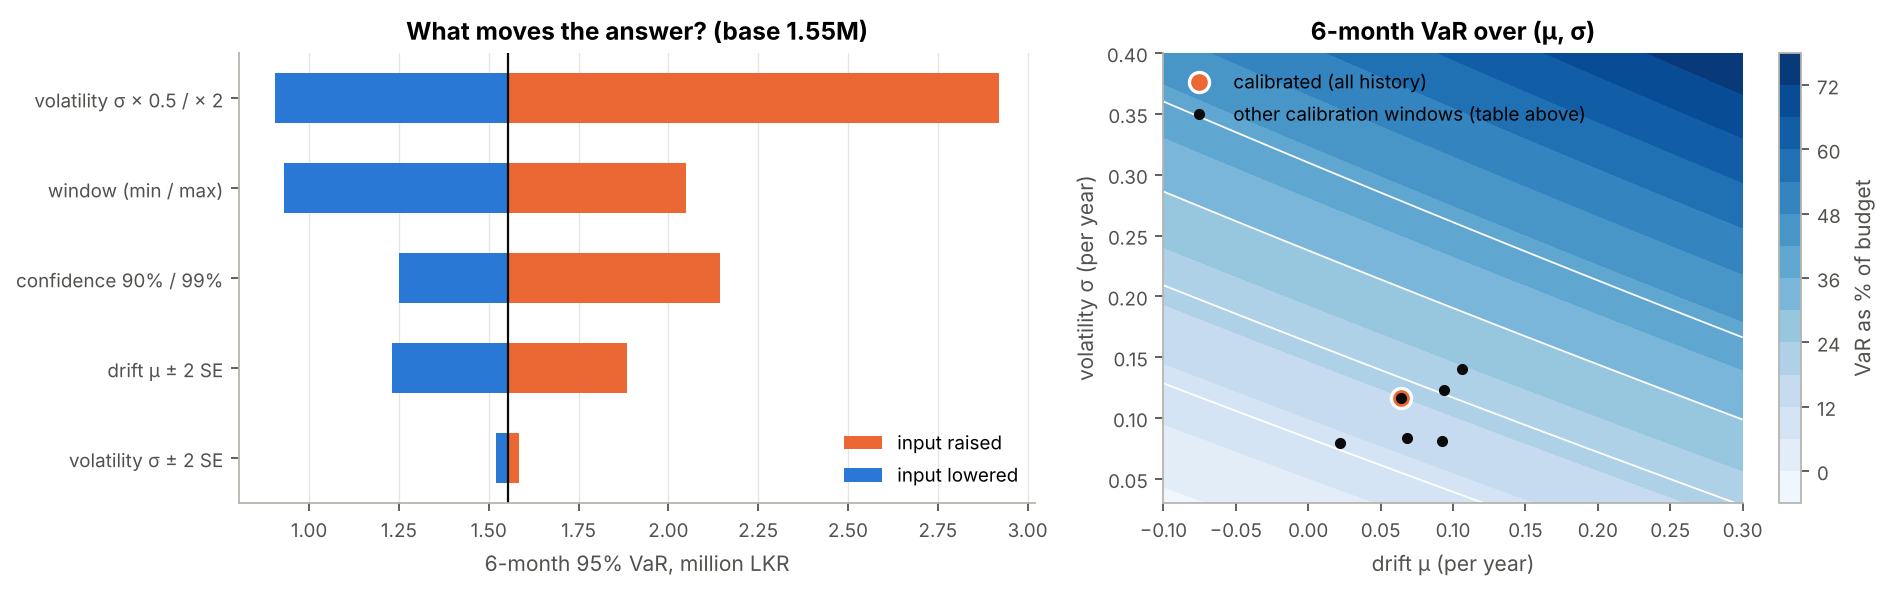 What moves the answer? (base 1.55M)
volatility σ × 0.5 / × 2
window (min / max)
confidence 90% / 99%
drift μ ± 2 SE
volatility σ ± 2 SE
input raised
input lowered
1.00 1.25 1.50 1.75 2.00 2.25 2.50 2.75 3.00
6-month 95% VaR, million LKR
6-month VaR over (μ, σ)
calibrated (all history)
other calibration windows (table above)
volatility σ (per year)
0.40
0.35
0.30
0.25
0.20
0.15
0.10
0.05
−0.10 −0.05 0.00 0.05 0.10 0.15 0.20 0.25 0.30
drift μ (per year)
72
60
48
36
24
12
0
VaR as % of budget